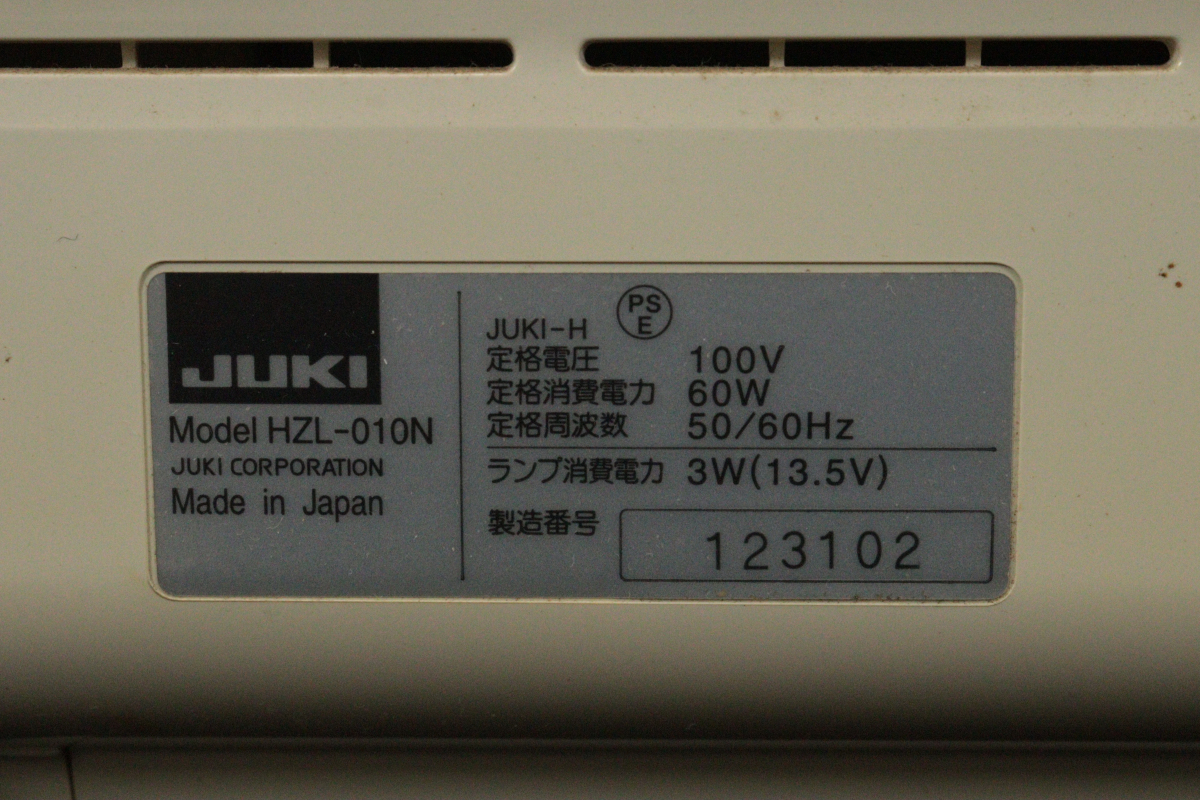 JUKI
Model HZL-010N
JUKI CORPORATION
Made in Japan
PS
E
JUKI-H
定格電圧 100V
定格消費電力 60W
定格周波数 50/60Hz
ランプ消費電力 3W(13.5V)
製造番号 123102